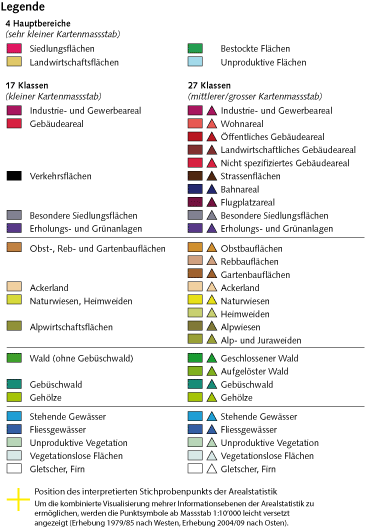 Legende
4 Hauptbereiche
(sehr kleiner Kartenmassstab)
Siedlungsflächen
Bestockte Flächen
Landwirtschaftsflächen
Unproduktive Flächen
17 Klassen
27 Klassen
(kleiner Kartenmassstab)
(mittlerer/grosser Kartenmassstab)
Industrie- und Gewerbeareal
Industrie- und Gewerbeareal
Gebäudeareal
Wohnareal
Öffentliches Gebäudeareal
Landwirtschaftliches Gebäudeareal
Nicht spezifiziertes Gebäudeareal
Verkehrsflächen
Strassenflächen
Bahnareal
Flugplatzareal
Besondere Siedlungsflächen
Besondere Siedlungsflächen
Erholungs- und Grünanlagen
Erholungs- und Grünanlagen
Obst-, Reb- und Gartenbauflächen
Obstbauflächen
Rebbauflächen
Gartenbauflächen
Ackerland
Ackerland
Naturwiesen, Heimweiden
Naturwiesen
Heimweiden
Alpwirtschaftsflächen
Alpwiesen
Alp- und Juraweiden
Wald (ohne Gebüschwald)
Geschlossener Wald
Aufgelöster Wald
Gebüschwald
Gebüschwald
Gehölze
Gehölze
Stehende Gewässer
Stehende Gewässer
Fliessgewässer
Fliessgewässer
Unproduktive Vegetation
Unproduktive Vegetation
Vegetationslose Flächen
Vegetationslose Flächen
Gletscher, Firn
Gletscher, Firn
Position des interpretierten Stichprobenpunkts der Arealstatistik
Um die kombinierte Visualisierung mehrer Informationsebenen der Arealstatistik zu
ermöglichen, werden die Punktsymbole ab Massstab 1:10'000 leicht versetzt
angezeigt (Erhebung 1979/85 nach Westen, Erhebung 2004/09 nach Osten).